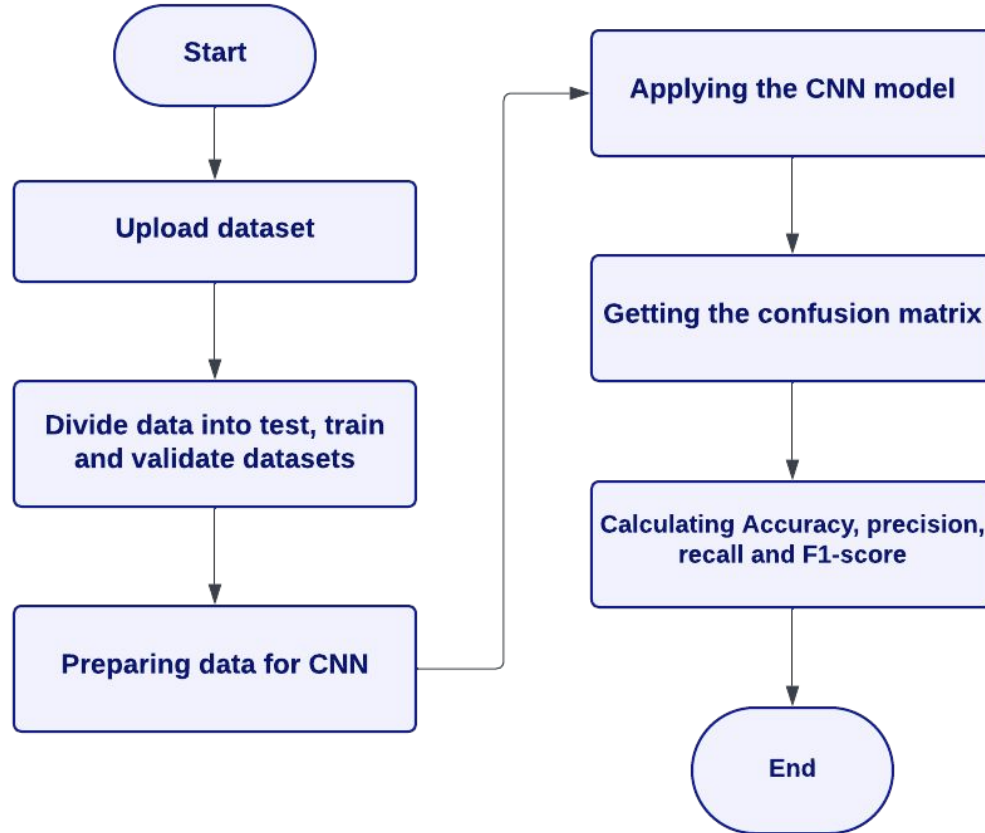 Start
Upload dataset
Divide data into test, train
and validate datasets
Preparing data for CNN
Applying the CNN model
Getting the confusion matrix
Calculating Accuracy, precision,
recall and F1-score
End